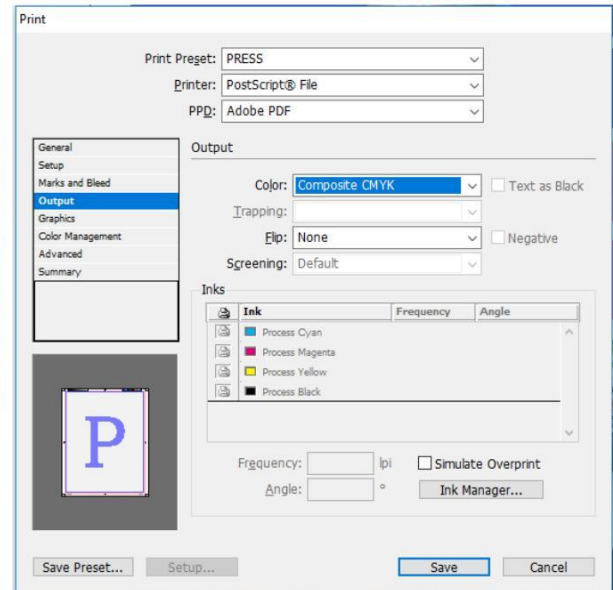 Print
Print Preset: PRESS
Printer: PostScript® File
PPD: Adobe PDF
General
Setup
Marks and Bleed
Output
Graphics
Color Management
Advanced
Summary
Output
Color: Composite CMYK Text as Black
Trapping:
Flip: None Negative
Screening: Default
Inks
Ink Frequency Angle
Process Cyan
Process Magenta
Process Yellow
Process Black
Frequency: lpi Simulate Overprint
Angle: ° Ink Manager...
P
Save Preset... Setup... Save Cancel